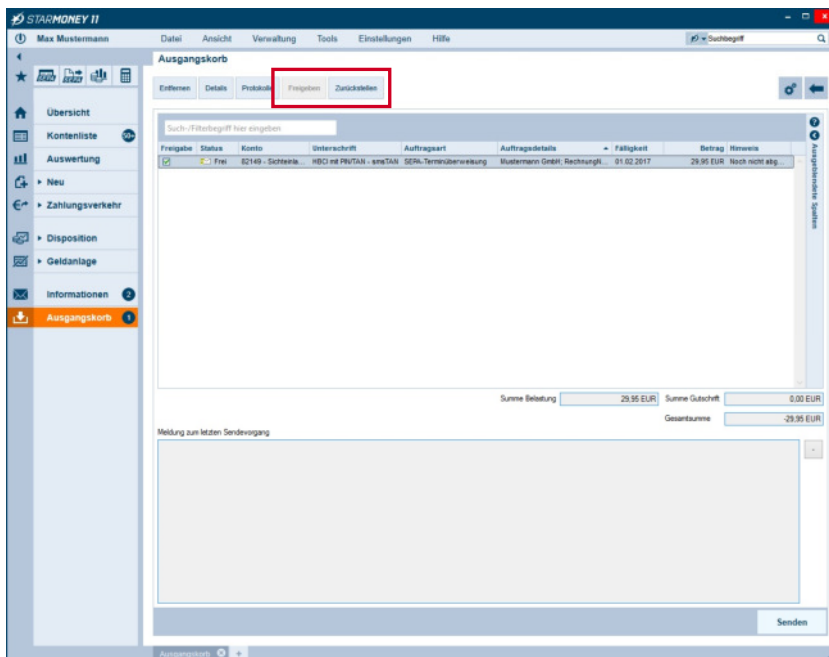 STARMONEY 11
Max Mustermann Datei Ansicht Verwaltung Tools Einstellungen Hilfe Suchbegriff
Ausgangskorb
Entfernen Details Protokolle Freigeben Zurückstellen
Übersicht
Kontenliste 50+
Auswertung
Neu
Zahlungsverkehr
Disposition
Geldanlage
Informationen 2
Ausgangskorb 1
Such-/Filterbegriff hier eingeben
Freigabe Status Konto Unterschrift Auftragsart Auftragsdetails Fälligkeit Betrag Hinweis
Frei 82149 - Sichteinla... HBCI mit PIN/TAN - smsTAN SEPA-Terminüberweisung Mustermann GmbH; RechnungN... 01.02.2017 29,95 EUR Noch nicht abg...
Ausgeblendete Spalten
Summe Belastung 29,95 EUR Summe Gutschrift 0,00 EUR
Gesamtsumme -29,95 EUR
Meldung zum letzten Sendevorgang
Senden
Ausgangskorb